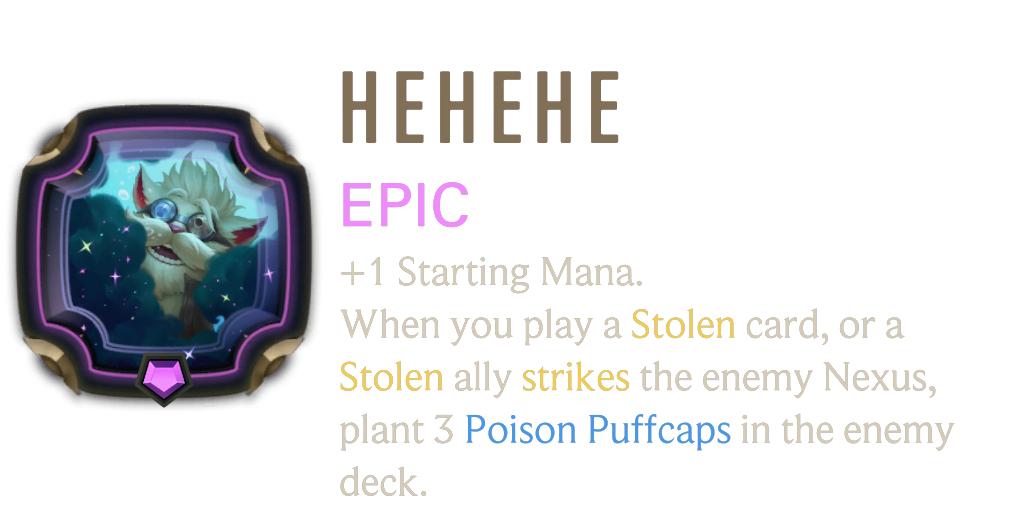 HEHEHE
EPIC
+1 Starting Mana.
When you play a Stolen card, or a
Stolen ally strikes the enemy Nexus,
plant 3 Poison Puffcaps in the enemy
deck.